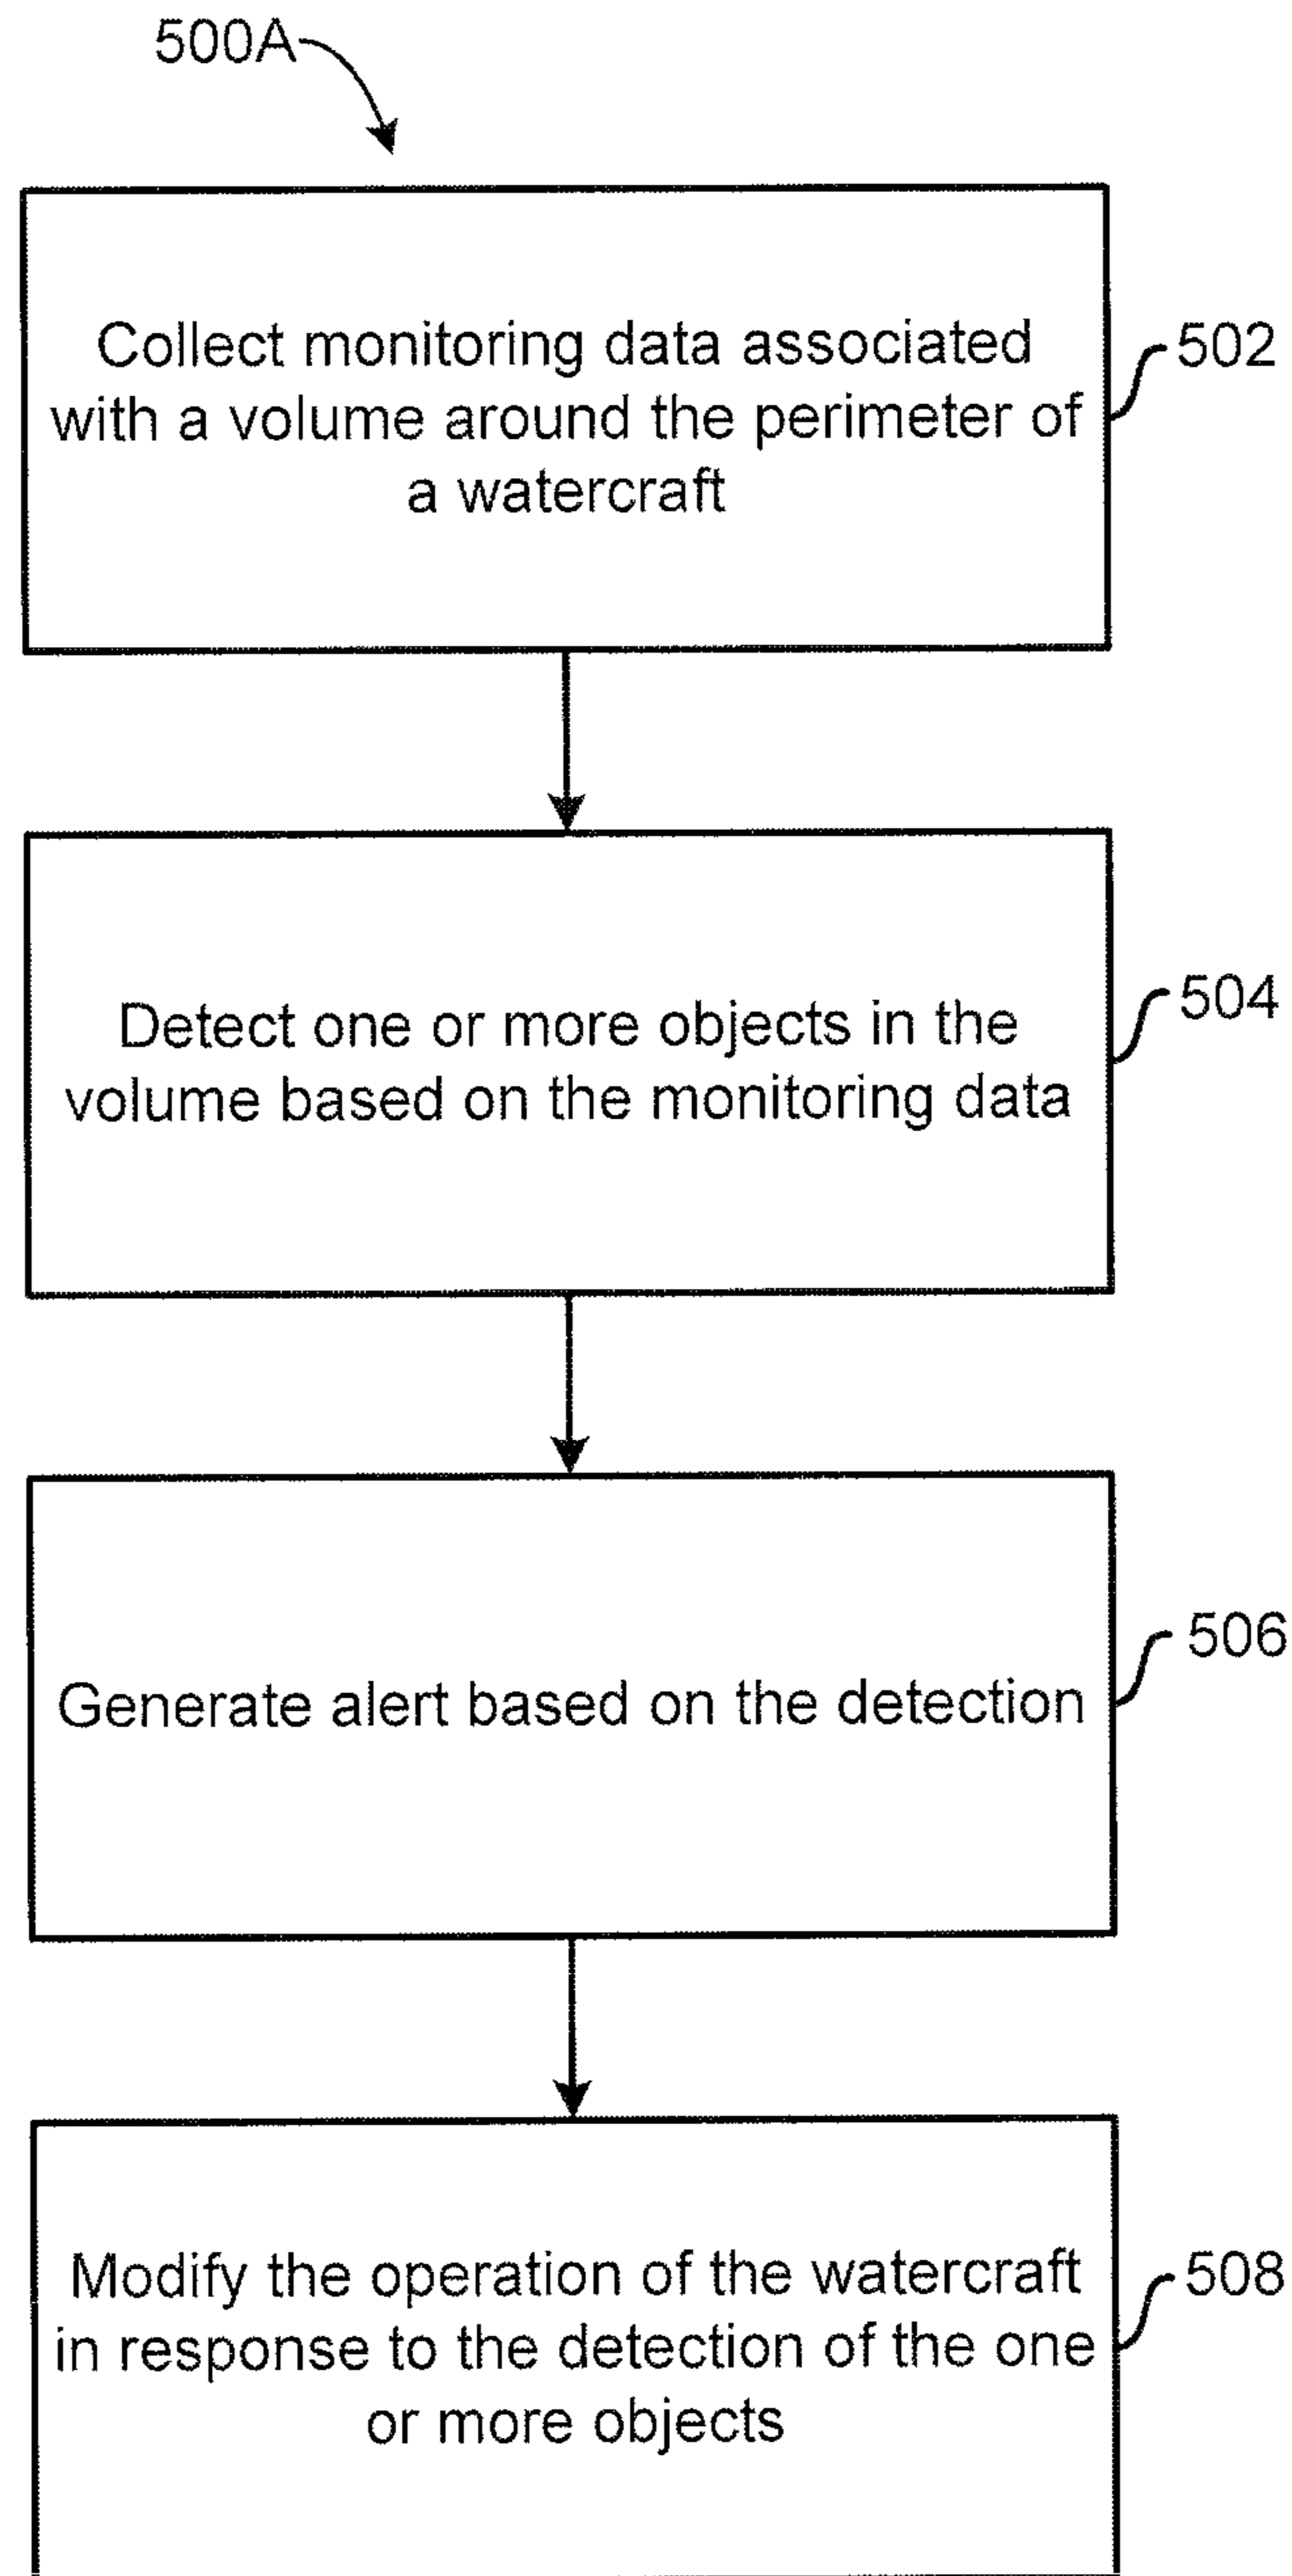 500A
Collect monitoring data associated
with a volume around the perimeter of
a watercraft
502
Detect one or more objects in the
volume based on the monitoring data
504
Generate alert based on the detection
506
Modify the operation of the watercraft
in response to the detection of the one
or more objects
508